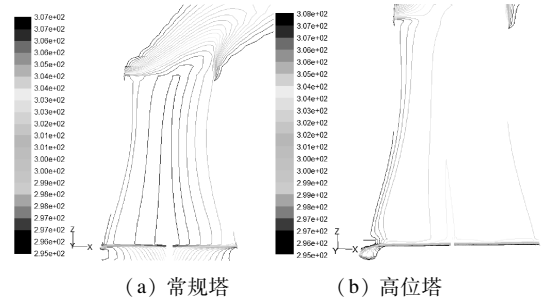 3.07e+02
3.07e+02
3.06e+02
3.06e+02
3.05e+02
3.04e+02
3.04e+02
3.03e+02
3.02e+02
3.02e+02
3.01e+02
3.00e+02
3.00e+02
2.99e+02
2.98e+02
2.98e+02
2.97e+02
2.97e+02
2.96e+02
2.95e+02
Z
Y
X
(a) 常规塔
3.08e+02
3.07e+02
3.06e+02
3.06e+02
3.05e+02
3.04e+02
3.04e+02
3.03e+02
3.02e+02
3.02e+02
3.01e+02
3.00e+02
3.00e+02
2.99e+02
2.98e+02
2.98e+02
2.97e+02
2.97e+02
2.96e+02
2.95e+02
Z
Y
X
(b) 高位塔